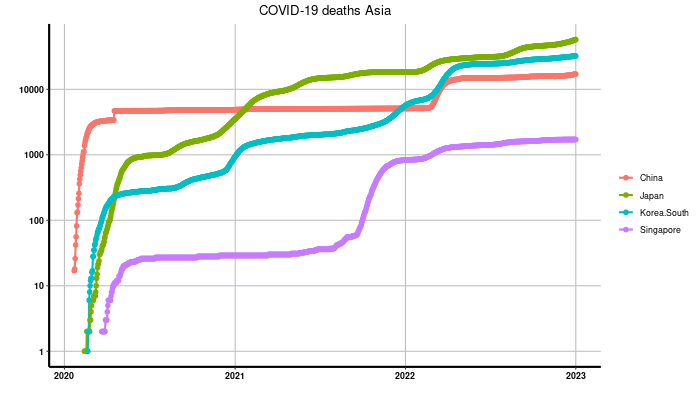 COVID-19 deaths Asia
10000
1000
100
10
1
2020 2021 2022 2023
China
Japan
Korea.South
Singapore